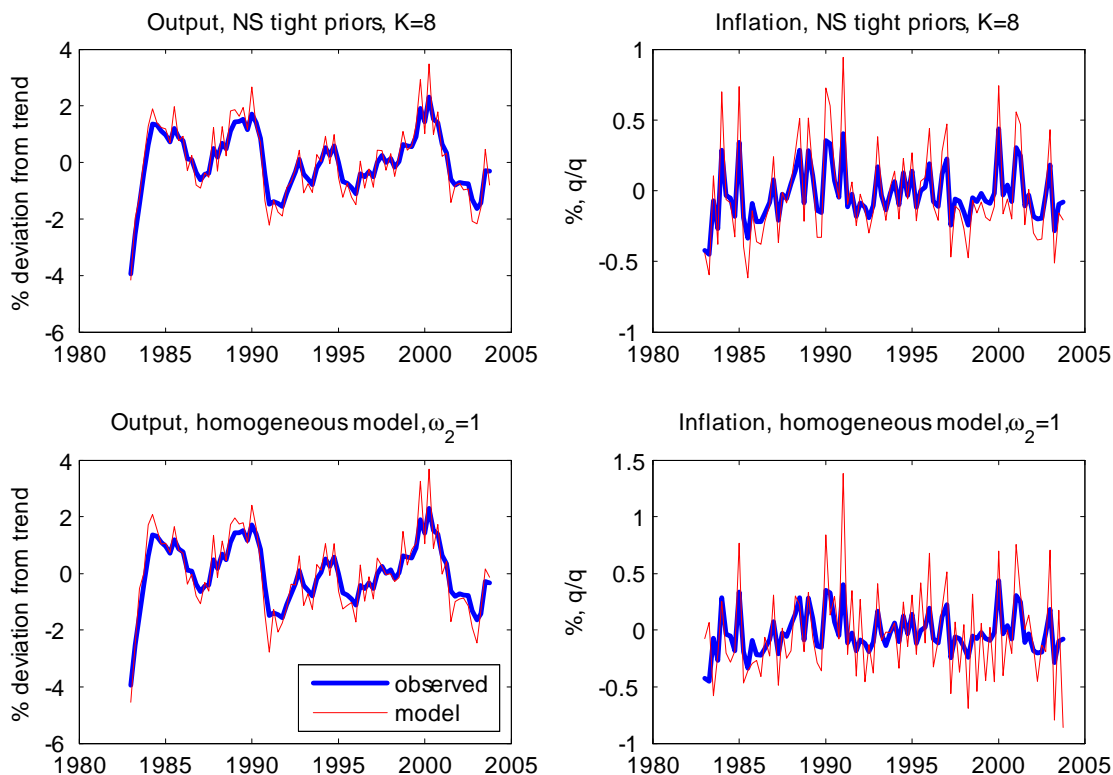 Output, NS tight priors, K=8
% deviation from trend
4
2
0
-2
-4
-6
1980 1985 1990 1995 2000 2005
Inflation, NS tight priors, K=8
%, q/q
1
0.5
0
-0.5
-1
1980 1985 1990 1995 2000 2005
Output, homogeneous model,ω₂=1
% deviation from trend
4
2
0
-2
-4
-6
1980 1985 1990 1995 2000 2005
observed
model
Inflation, homogeneous model,ω₂=1
%, q/q
1.5
1
0.5
0
-0.5
-1
1980 1985 1990 1995 2000 2005